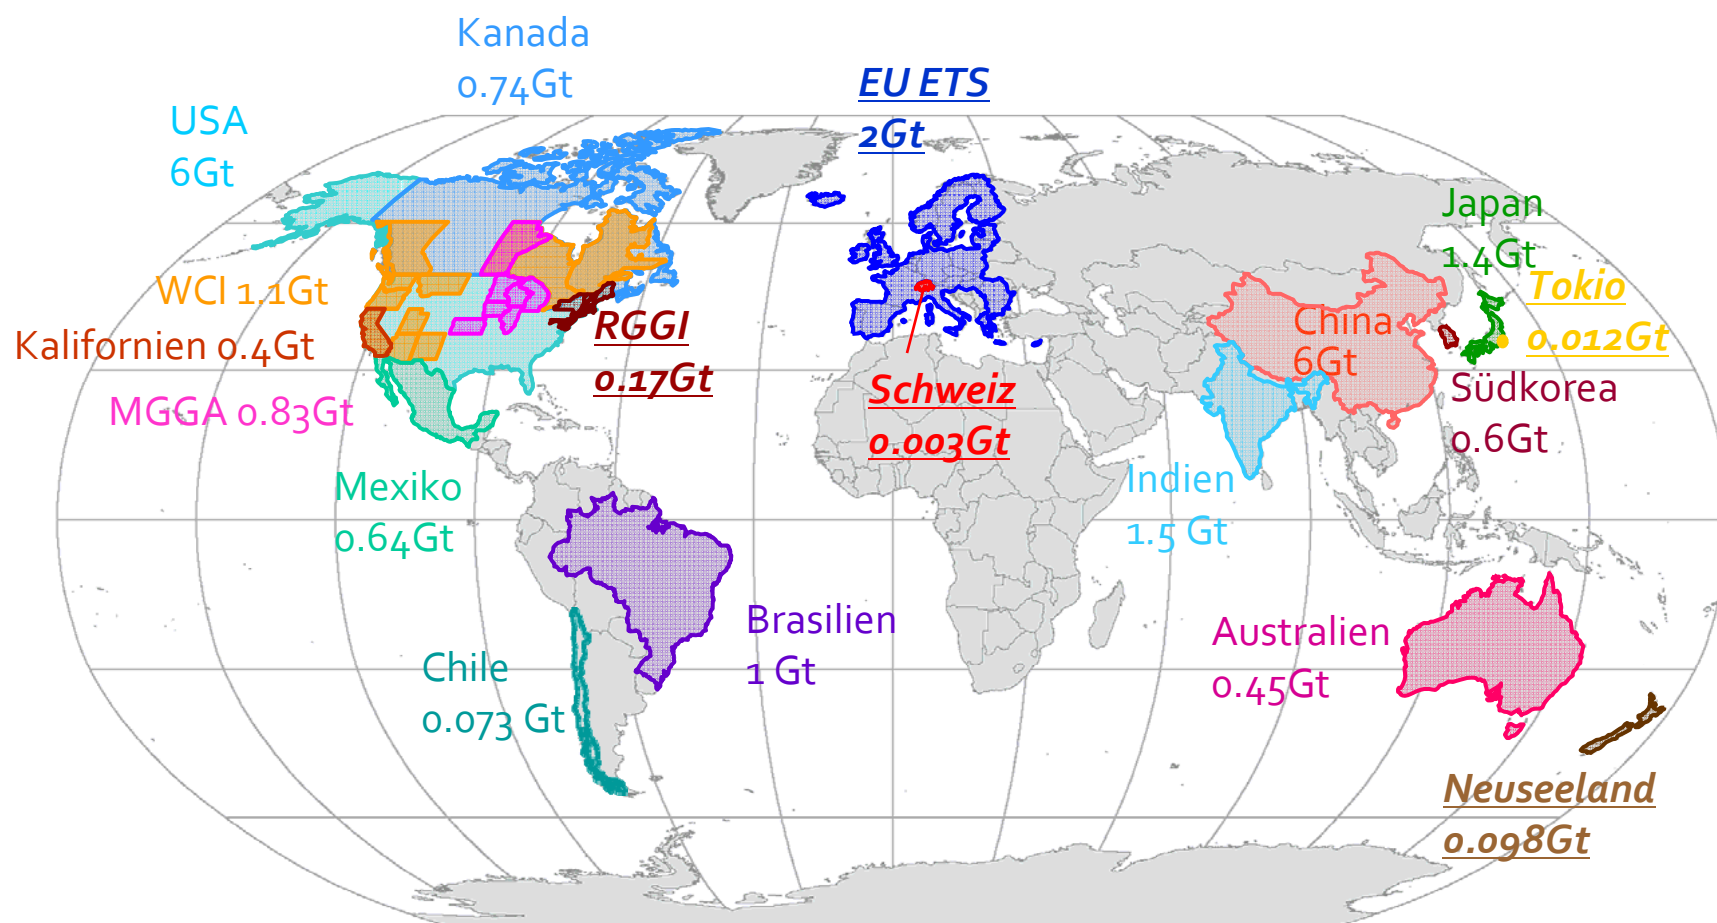 Kanada
0.74Gt
EU ETS
2Gt
USA
6Gt
Japan
1.4Gt
WCI 1.1Gt
Tokio
0.012Gt
RGGI
0.17Gt
China
6Gt
Kalifornien 0.4Gt
Schweiz
0.003Gt
Südkorea
0.6Gt
MGGA 0.83Gt
Mexiko
0.64Gt
Indien
1.5 Gt
Brasilien
1 Gt
Australien
0.45Gt
Chile
0.073 Gt
Neuseeland
0.098Gt